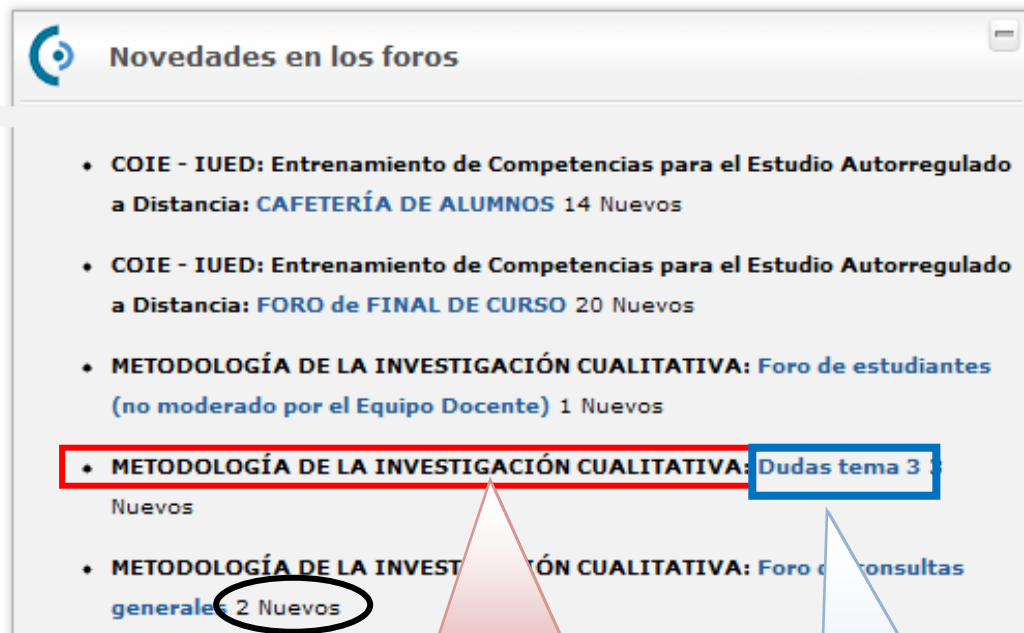 Novedades en los foros
COIE - IUED: Entrenamiento de Competencias para el Estudio Autorregulado
a Distancia: CAFETERÍA DE ALUMNOS 14 Nuevos
COIE - IUED: Entrenamiento de Competencias para el Estudio Autorregulado
a Distancia: FORO de FINAL DE CURSO 20 Nuevos
METODOLOGÍA DE LA INVESTIGACIÓN CUALITATIVA: Foro de estudiantes
(no moderado por el Equipo Docente) 1 Nuevos
METODOLOGÍA DE LA INVESTIGACIÓN CUALITATIVA: Dudas tema 3 3
Nuevos
METODOLOGÍA DE LA CUALITATIVA: Foro
generales 2 Nuevos